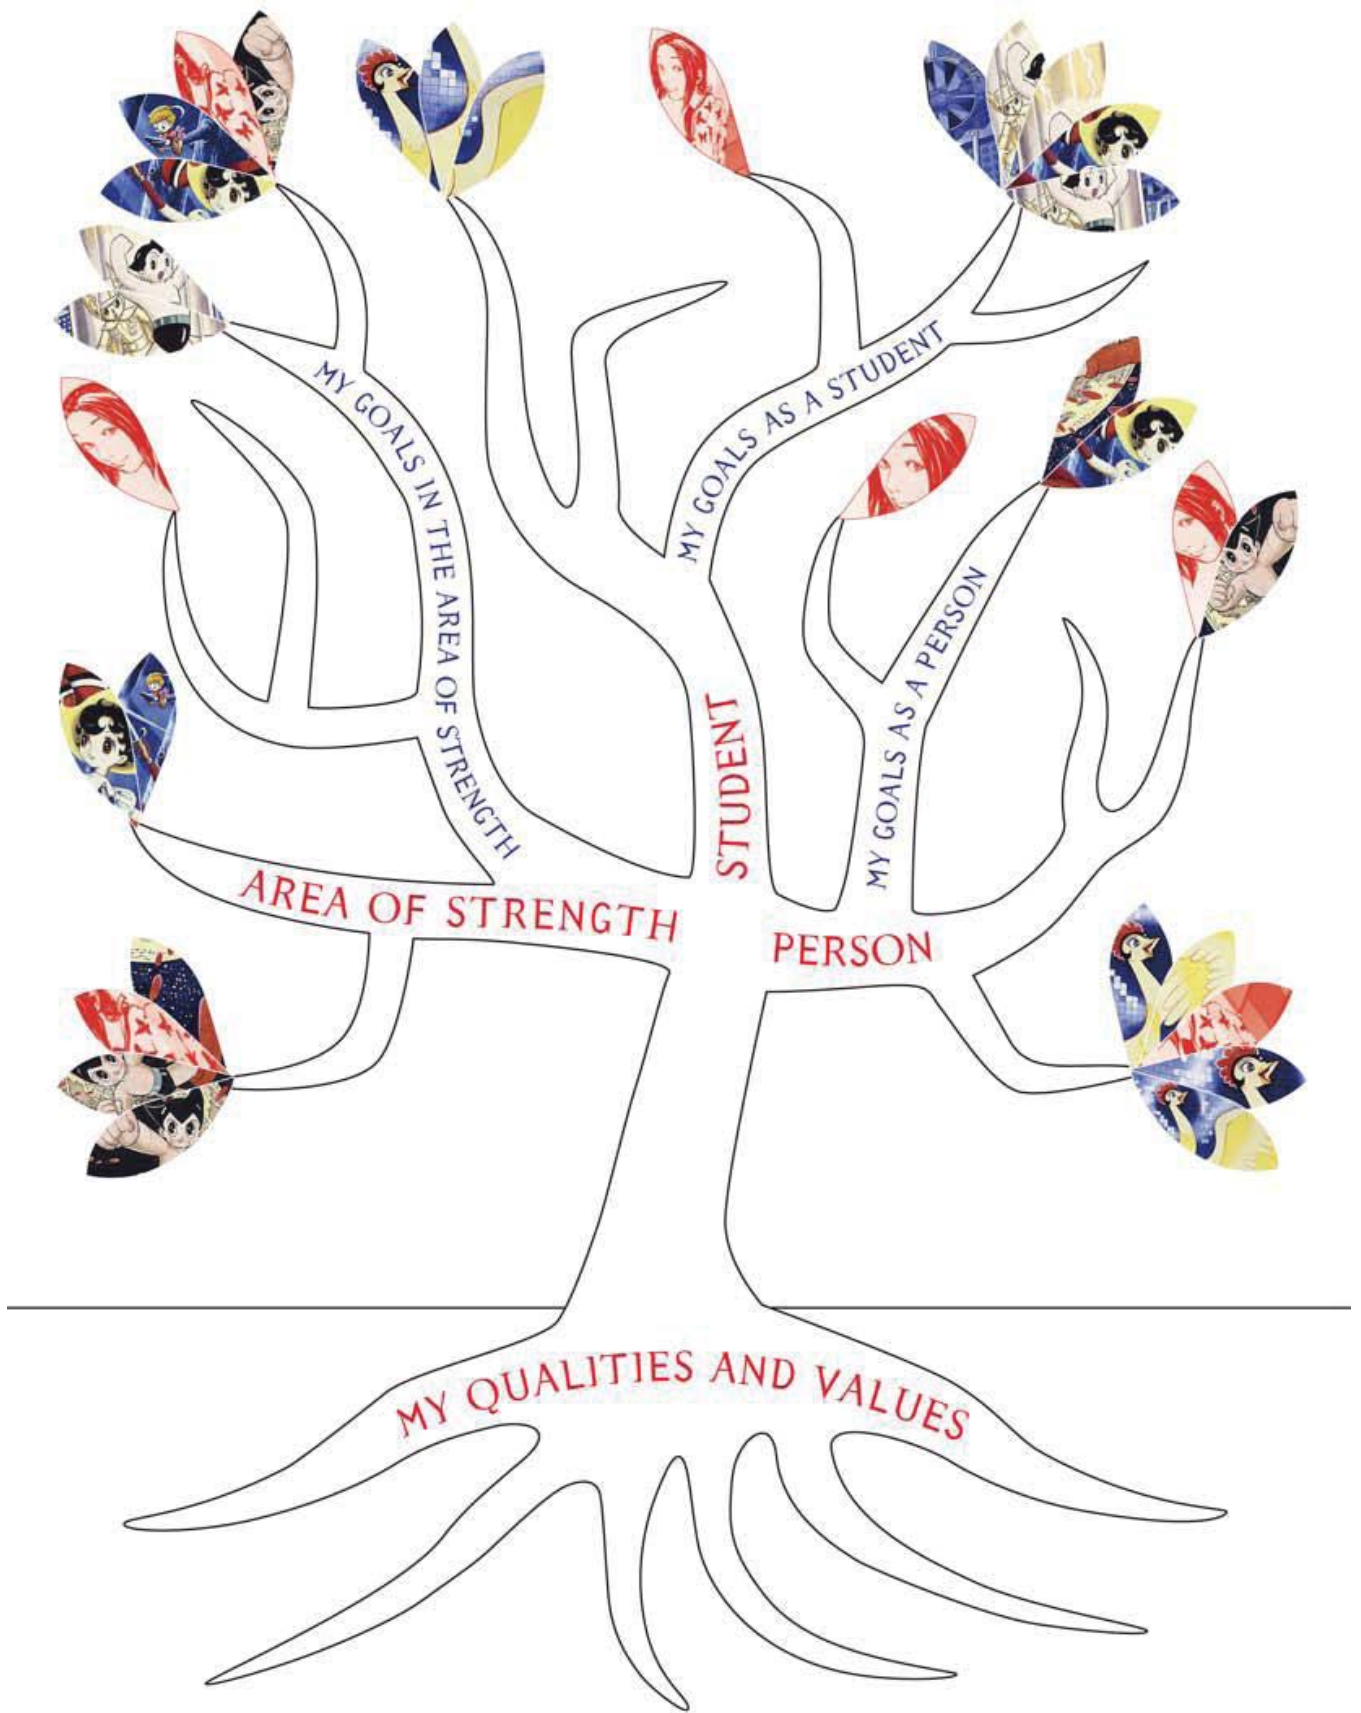 MY GOALS IN THE AREA OF STRENGTH
MY GOALS AS A STUDENT
MY GOALS AS A PERSON
STUDENT
AREA OF STRENGTH
PERSON
MY QUALITIES AND VALUES